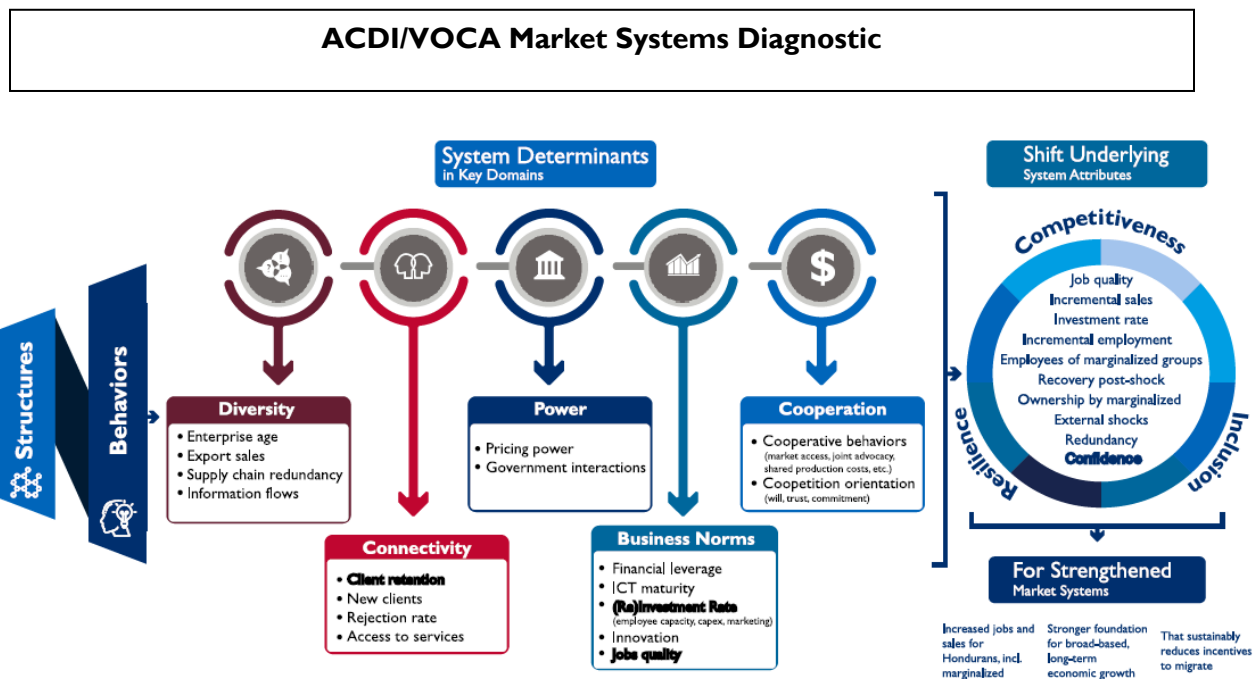 ACDI/VOCA Market Systems Diagnostic
System Determinants
in Key Domains
Shift Underlying
System Attributes
Structures
Behaviors
Diversity
• Enterprise age
• Export sales
• Supply chain redundancy
• Information flows
Connectivity
• Client retention
• New clients
• Rejection rate
• Access to services
Power
• Pricing power
• Government interactions
Business Norms
• Financial leverage
• ICT maturity
• (Re)Investment Rate
(employee capacity, capex, marketing)
• Innovation
• Jobs quality
$
Cooperation
• Cooperative behaviors
(market access, joint advocacy,
shared production costs, etc.)
• Coopetition orientation
(will, trust, commitment)
Competitiveness
Resilience
Inclusion
Job quality
Incremental sales
Investment rate
Incremental employment
Employees of marginalized groups
Recovery post-shock
Ownership by marginalized
External shocks
Redundancy
Confidence
For Strengthened
Market Systems
Increased jobs and
sales for
Hondurans, incl.
marginalized
Stronger foundation
for broad-based,
long-term
economic growth
That sustainably
reduces incentives
to migrate